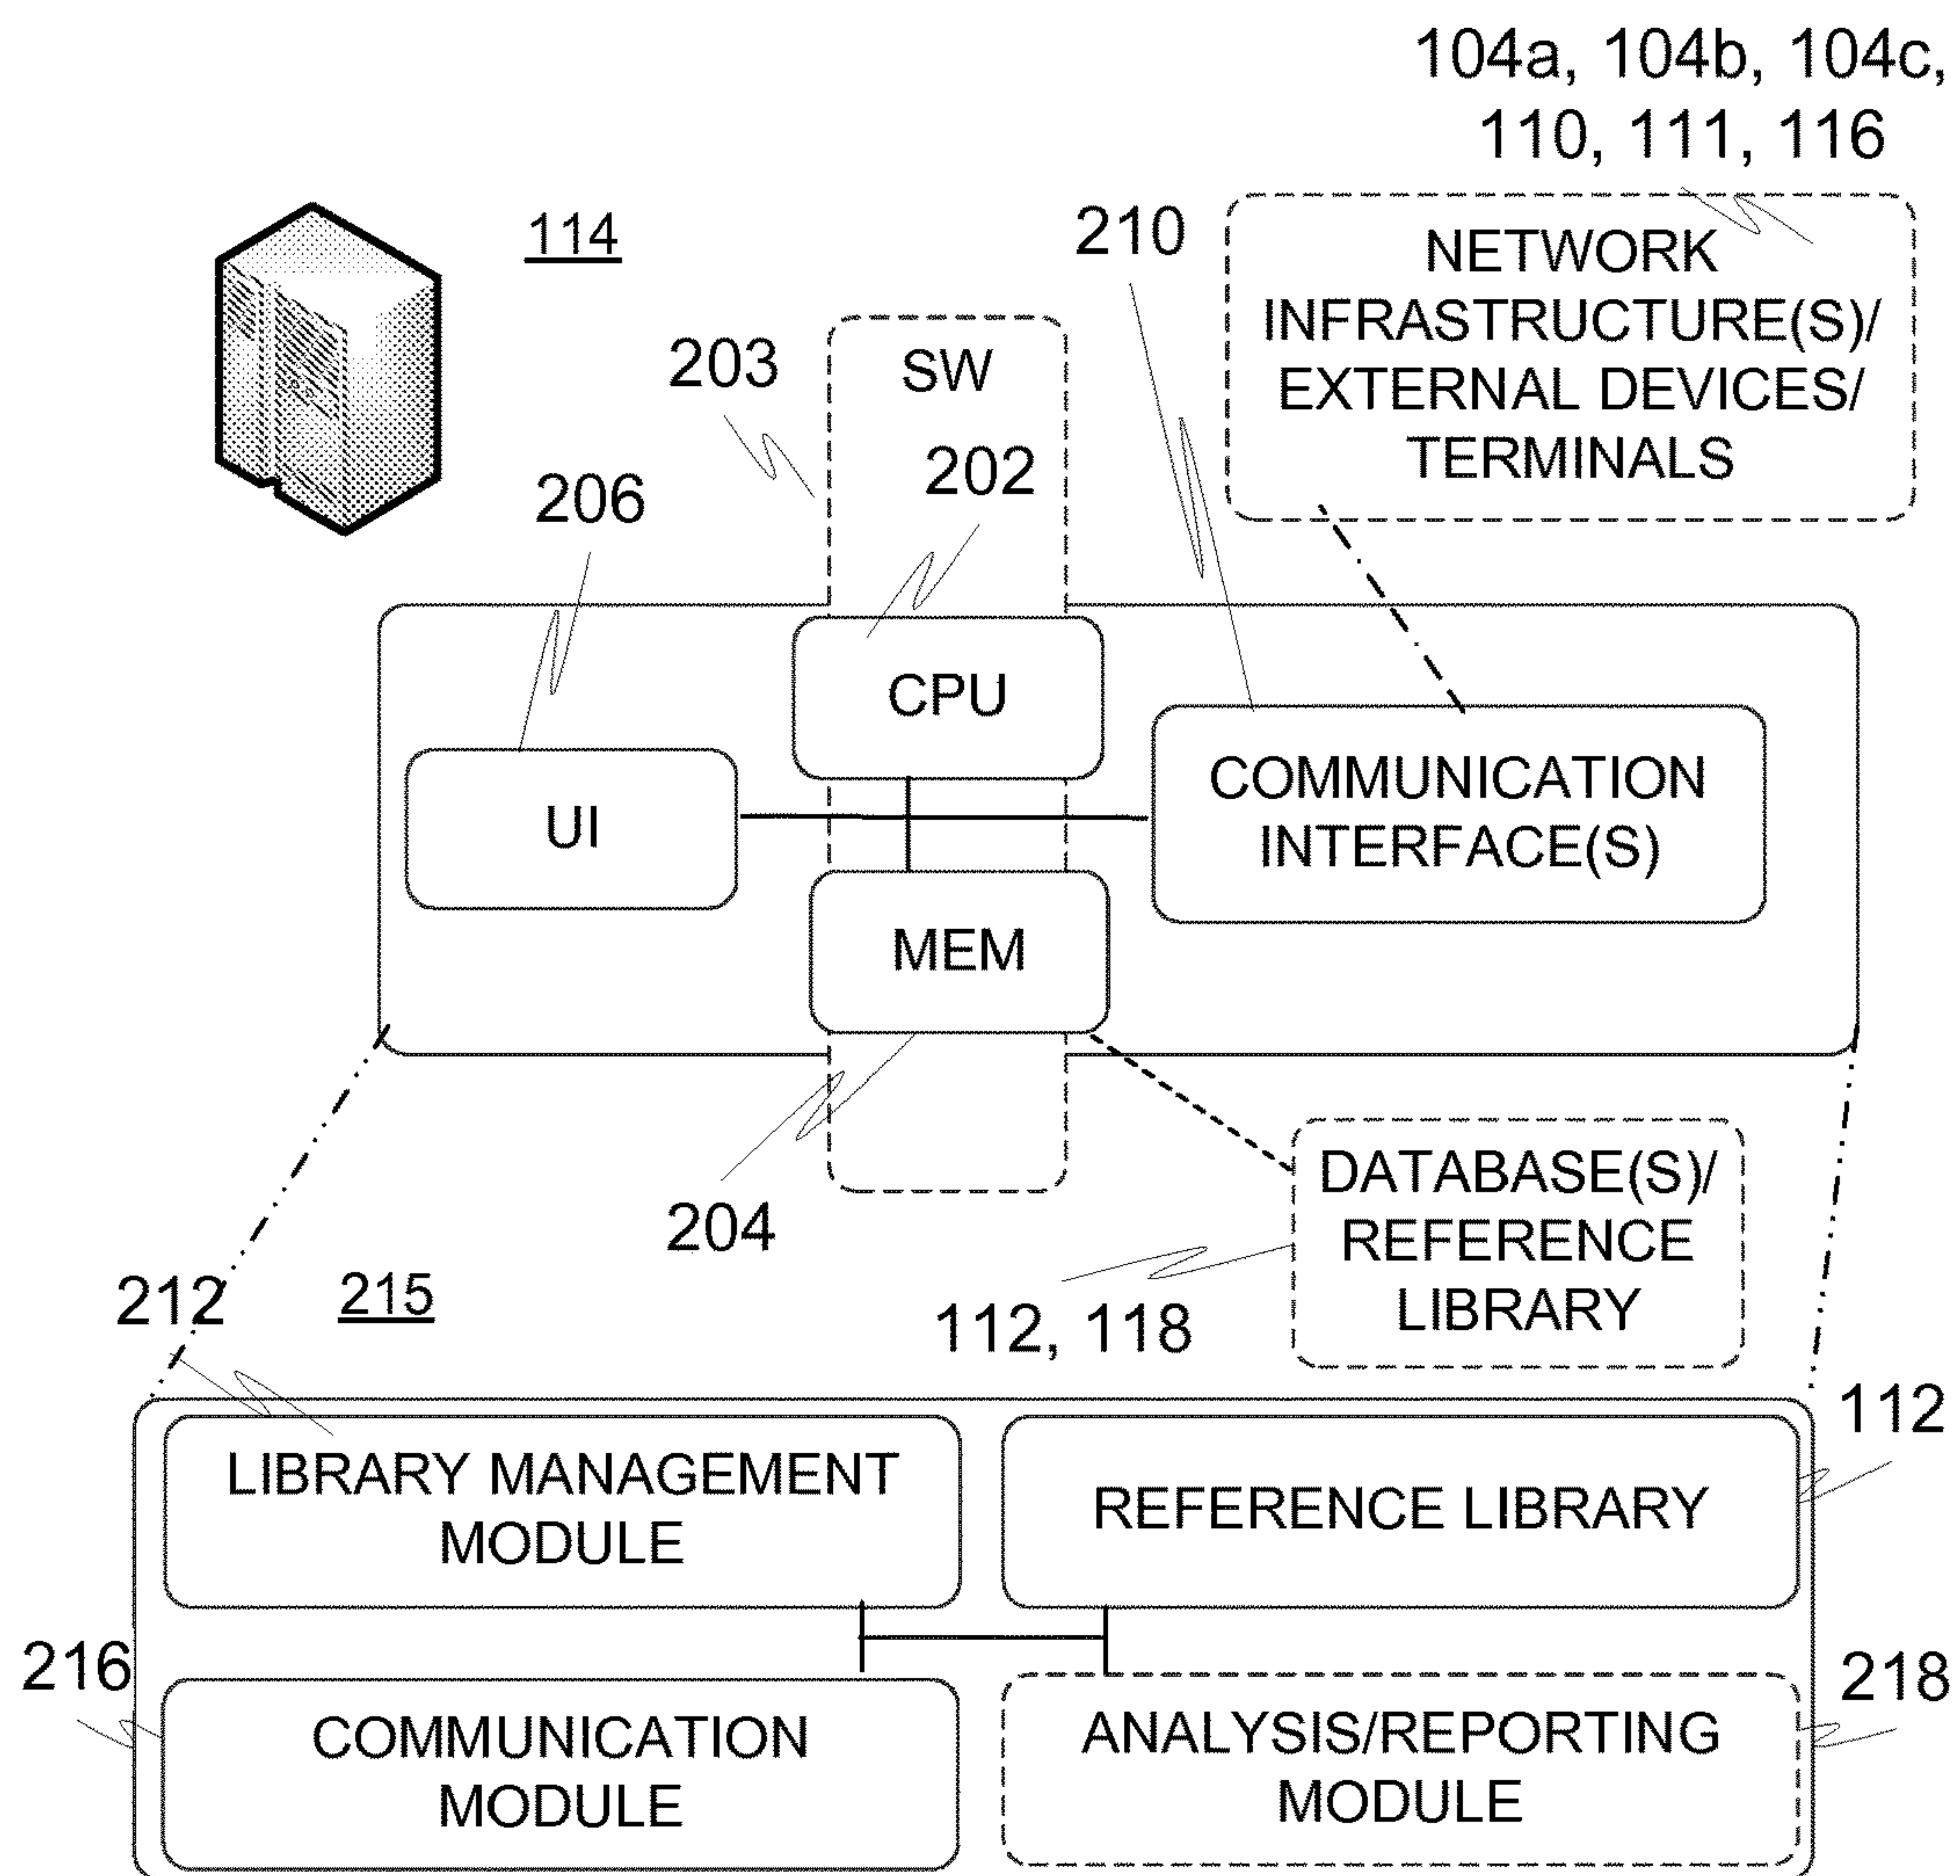 104a, 104b, 104c,
110, 111, 116
114
210
NETWORK
INFRASTRUCTURE(S)/
EXTERNAL DEVICES/
TERMINALS
203
SW
202
206
CPU
UI
COMMUNICATION
INTERFACE(S)
MEM
204
DATABASE(S)/
REFERENCE
LIBRARY
112, 118
212
215
112
LIBRARY MANAGEMENT
MODULE
REFERENCE LIBRARY
216
218
COMMUNICATION
MODULE
ANALYSIS/REPORTING
MODULE